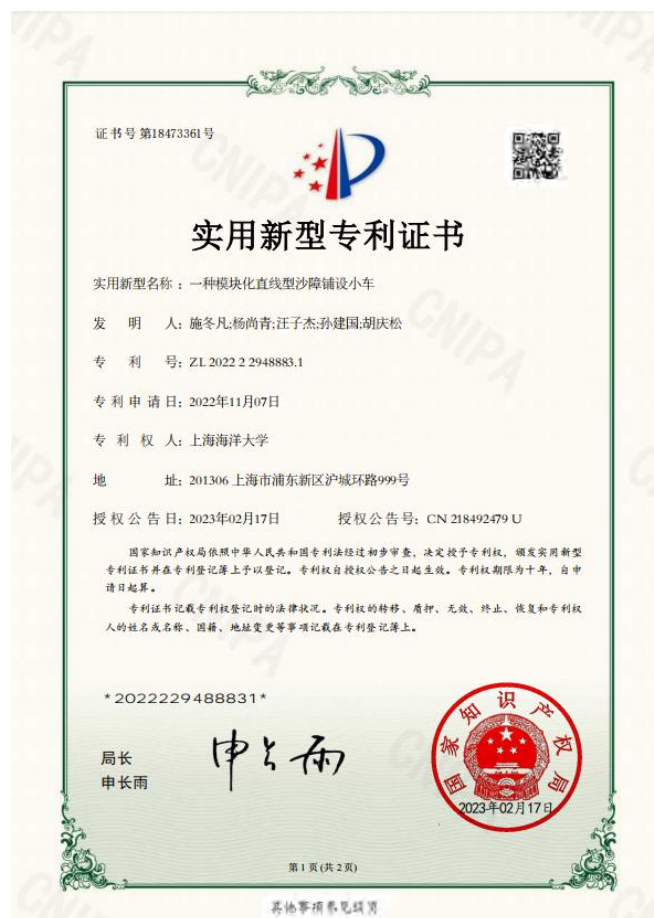 证书号第18473361号
实用新型专利证书
实用新型名称：一种模块化直线型沙障铺设小车
发明人：施冬凡;杨尚青;汪子杰;孙建国;胡庆松
专利号：ZL 2022 2 2948883.1
专利申请日：2022年11月07日
专利权人：上海海洋大学
地址：201306 上海市浦东新区沪城环路999号
授权公告日：2023年02月17日 授权公告号：CN 218492479 U
国家知识产权局依照中华人民共和国专利法经过初步审查，决定授予专利权，颁发实用新型
专利证书并在专利登记簿上予以登记。专利权自授权公告之日起生效。专利权期限为十年，自申
请日起算。
专利证书记载专利权登记时的法律状况。专利权的转移、质押、无效、终止、恢复和专利权
人的姓名或名称、国籍、地址变更等事项记载在专利登记簿上。
*2022229488831*
局长
申长雨
申长雨
国家知识产权局
2023年02月17日
第 1 页 (共 2 页)
其他事项参见续页
CNIPA